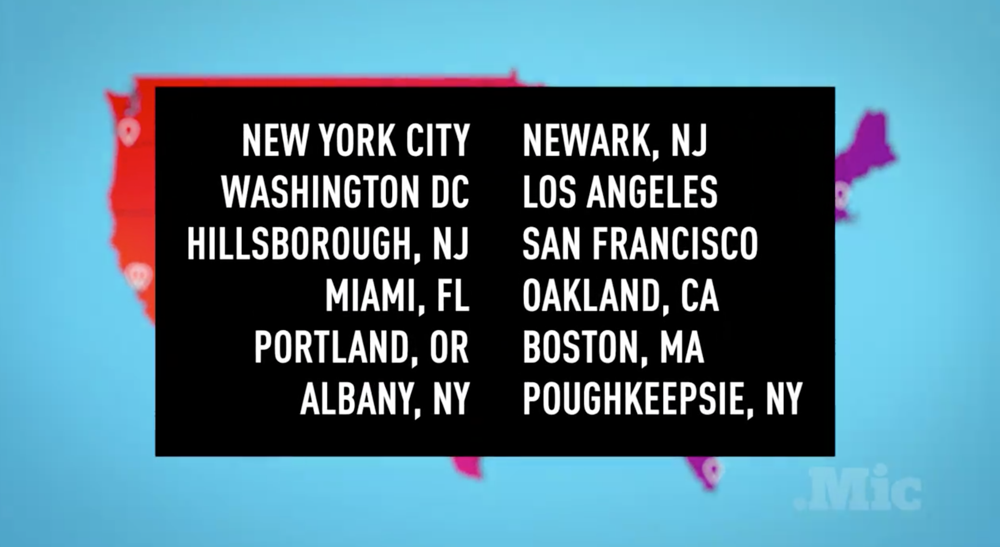 NEW YORK CITY
WASHINGTON DC
HILLSBOROUGH, NJ
MIAMI, FL
PORTLAND, OR
ALBANY, NY
NEWARK, NJ
LOS ANGELES
SAN FRANCISCO
OAKLAND, CA
BOSTON, MA
POUGHKEEPSIE, NY
.Mic